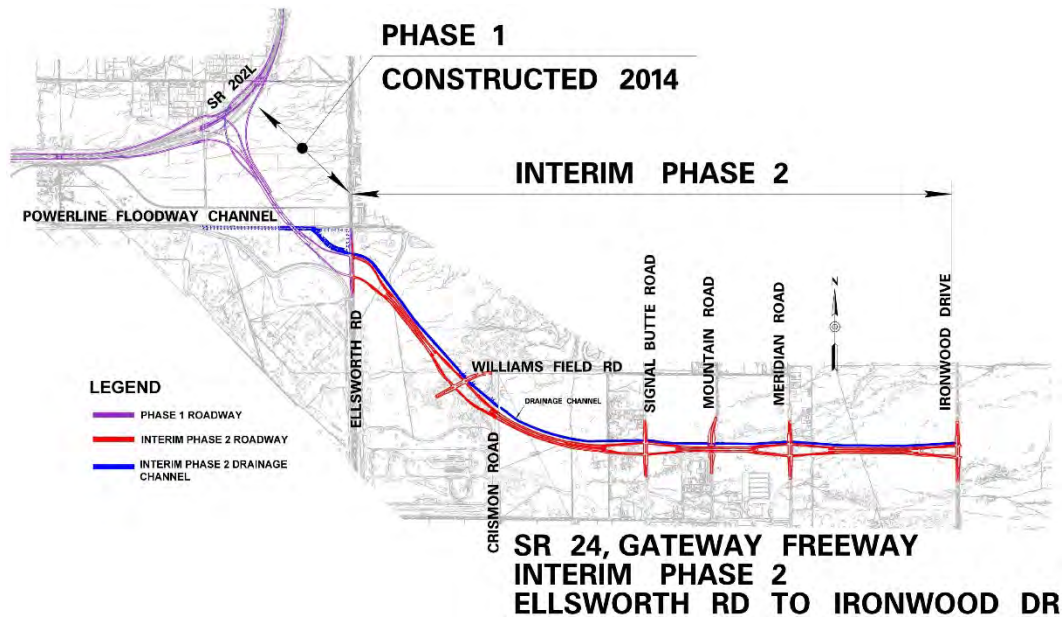 PHASE 1
CONSTRUCTED 2014
SR 202L
INTERIM PHASE 2
POWERLINE FLOODWAY CHANNEL
ELLSWORTH RD
WILLIAMS FIELD RD
DRAINAGE CHANNEL
CRISMON ROAD
SIGNAL BUTTE ROAD
MOUNTAIN ROAD
MERIDIAN ROAD
N
IRONWOOD DRIVE
LEGEND
PHASE 1 ROADWAY
INTERIM PHASE 2 ROADWAY
INTERIM PHASE 2 DRAINAGE
CHANNEL
SR 24, GATEWAY FREEWAY
INTERIM PHASE 2
ELLSWORTH RD TO IRONWOOD DR